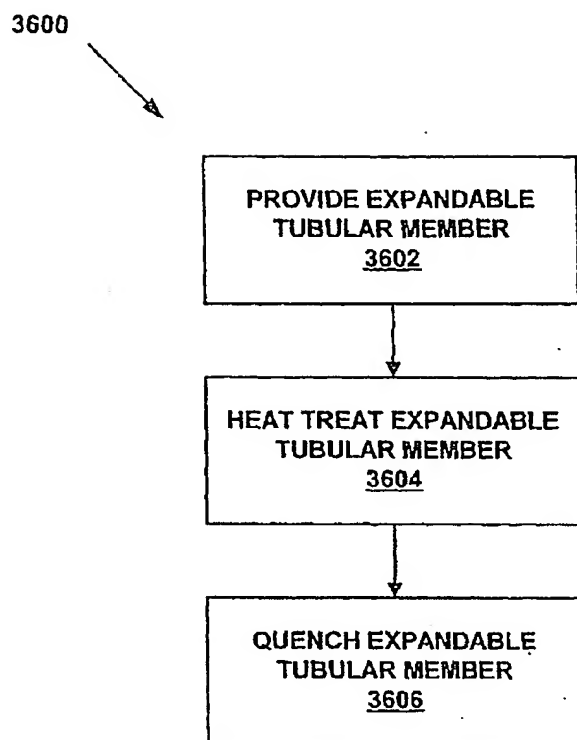 3600
PROVIDE EXPANDABLE
TUBULAR MEMBER
3602
HEAT TREAT EXPANDABLE
TUBULAR MEMBER
3604
QUENCH EXPANDABLE
TUBULAR MEMBER
3606